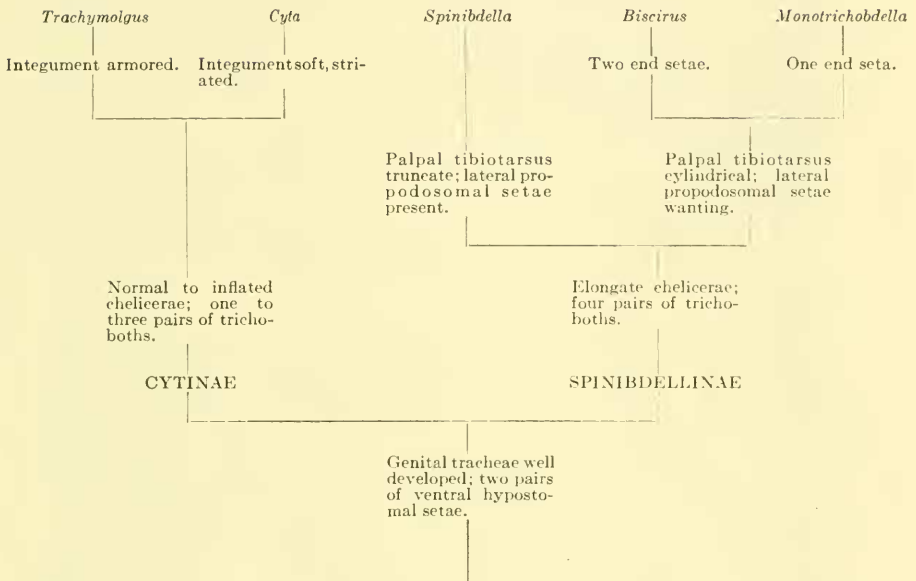 Trachymolgus Cyta Spinibdella Biscirus Monotrichobdella
Integument armored. Integument soft, stri-
ated.
Two end setae. One end seta.
Palpal tibiotarsus
truncate; lateral pro-
podosomal setae
present.
Palpal tibiotarsus
cylindrical; lateral
propodosomal setae
wanting.
Normal to inflated
chelicerae; one to
three pairs of tricho-
boths.
Elongate chelicerae;
four pairs of tricho-
boths.
CYTINAE SPINIBDELLINAE
Genital tracheae well
developed; two pairs
of ventral hyposto-
mal setae.